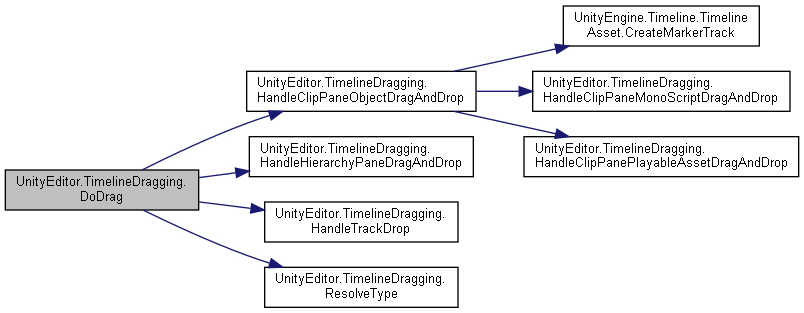 UnityEngine.Timeline.Timeline
Asset.CreateMarkerTrack
UnityEditor.TimelineDragging.
HandleClipPaneObjectDragAndDrop
UnityEditor.TimelineDragging.
HandleClipPaneMonoScriptDragAndDrop
UnityEditor.TimelineDragging.
HandleHierarchyPaneDragAndDrop
UnityEditor.TimelineDragging.
HandleClipPanePlayableAssetDragAndDrop
UnityEditor.TimelineDragging.
DoDrag
UnityEditor.TimelineDragging.
HandleTrackDrop
UnityEditor.TimelineDragging.
ResolveType